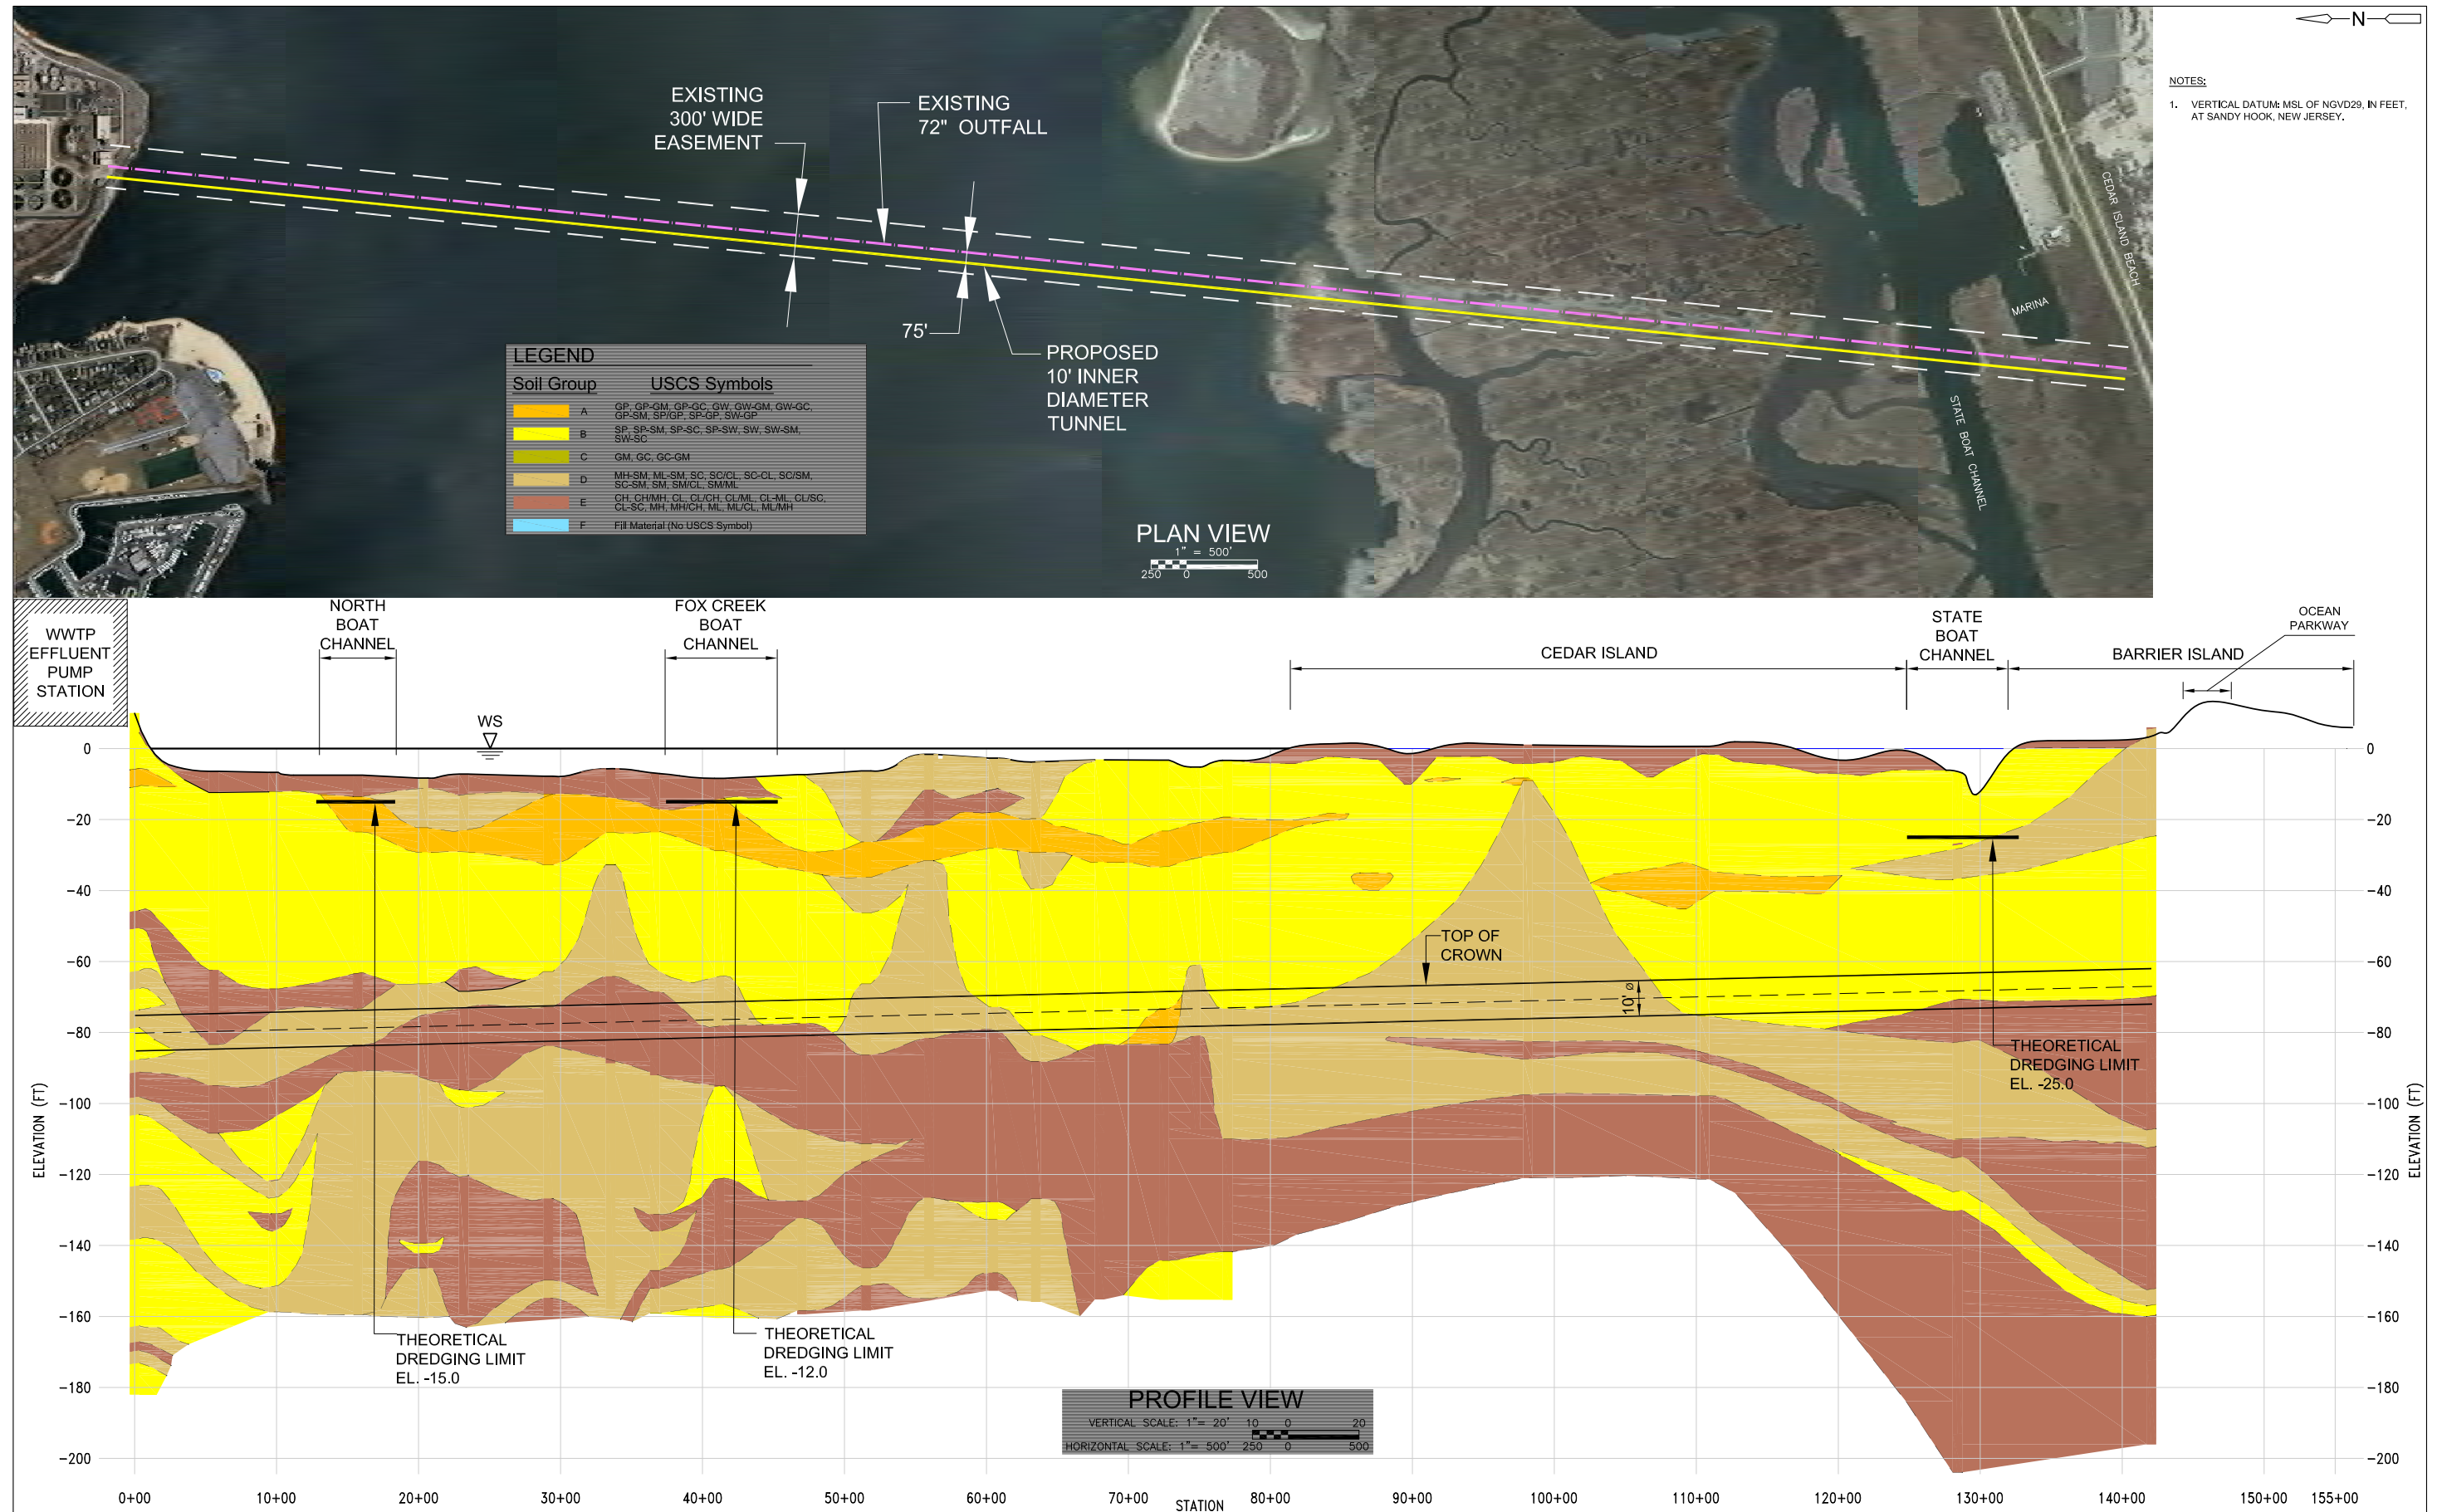 N
NOTES:
1. VERTICAL DATUM: MSL OF NGVD29, IN FEET,
AT SANDY HOOK, NEW JERSEY.
EXISTING
300' WIDE
EASEMENT
EXISTING
72" OUTFALL
75'
PROPOSED
10' INNER
DIAMETER
TUNNEL
CEDAR ISLAND BEACH
MARINA
STATE BOAT CHANNEL
LEGEND
Soil Group USCS Symbols
A GP, GP-GM, GP-GC, GW, GW-GM, GW-GC,
GP-SM, SP/GP, SP-GP, SW-GP
B SP, SP-SM, SP-SC, SP-SW, SW, SW-SM,
SW-SC
C GM, GC, GC-GM
D MH-SM, ML-SM, SC, SC/CL, SC-CL, SC/SM,
SC-SM, SM, SM/CL, SM/ML
E CH, CH/MH, CL, CL/CH, CL/ML, CL-ML, CL/SC,
CL-SC, MH, MH/CH, ML, ML/CL, ML/MH
F Fill Material (No USCS Symbol)
PLAN VIEW
1" = 500'
250 0 500
WWTP
EFFLUENT
PUMP
STATION
NORTH
BOAT
CHANNEL
FOX CREEK
BOAT
CHANNEL
CEDAR ISLAND
STATE
BOAT
CHANNEL
BARRIER ISLAND
OCEAN
PARKWAY
WS
0
-20
-40
-60
-80
-100
-120
-140
-160
-180
-200
ELEVATION (FT)
TOP OF
CROWN
10' ø
THEORETICAL
DREDGING LIMIT
EL. -15.0
THEORETICAL
DREDGING LIMIT
EL. -12.0
THEORETICAL
DREDGING LIMIT
EL. -25.0
0
-20
-40
-60
-80
-100
-120
-140
-160
-180
-200
ELEVATION (FT)
PROFILE VIEW
VERTICAL SCALE: 1"= 20' 10 0 20
HORIZONTAL SCALE: 1"= 500' 250 0 500
0+00 10+00 20+00 30+00 40+00 50+00 60+00 70+00 80+00 90+00 100+00 110+00 120+00 130+00 140+00 150+00 155+00
STATION